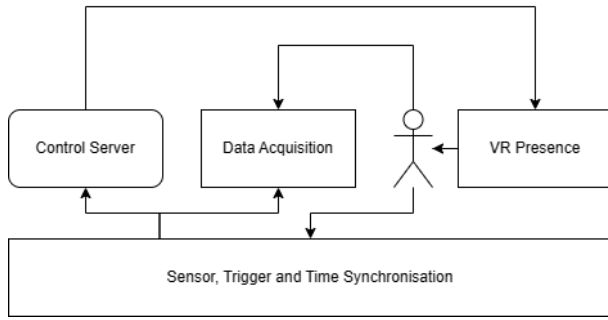 Control Server
Data Acquisition
VR Presence
Sensor, Trigger and Time Synchronisation